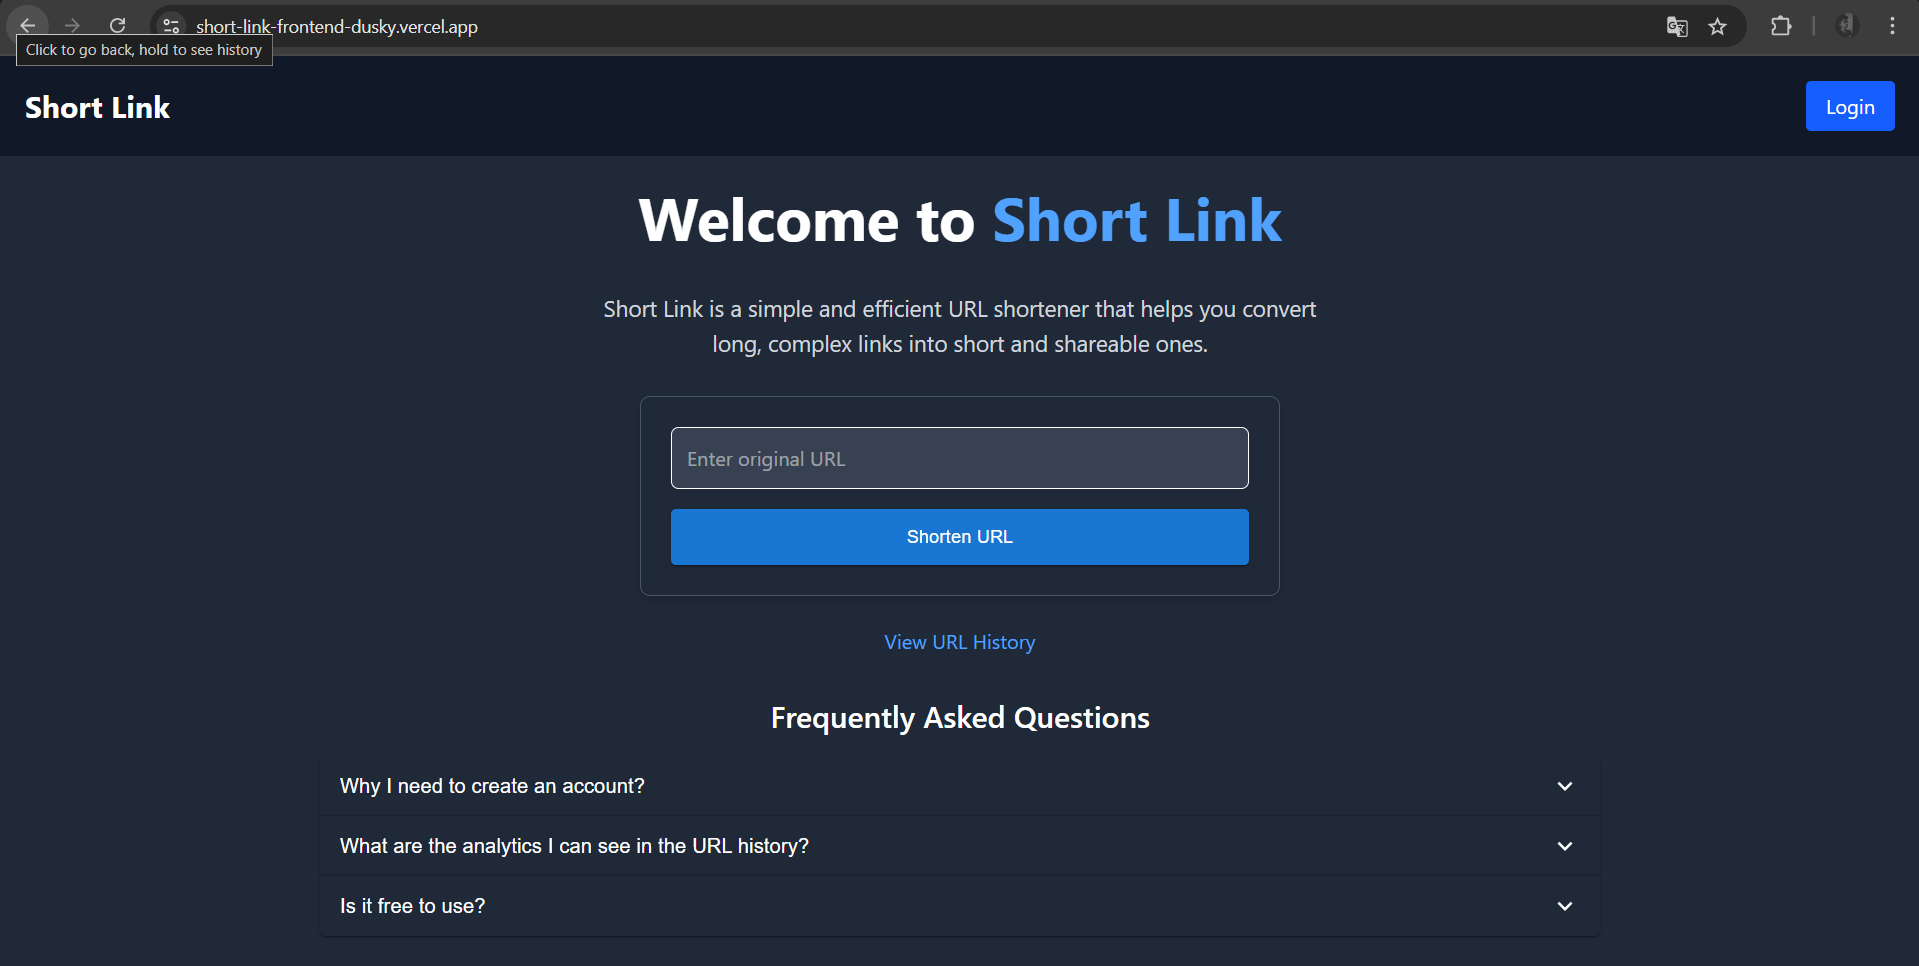 short-link-frontend-dusky.vercel.app
Click to go back, hold to see history
Short Link
Login
Welcome to Short Link
Short Link is a simple and efficient URL shortener that helps you convert
long, complex links into short and shareable ones.
Enter original URL
Shorten URL
View URL History
Frequently Asked Questions
Why I need to create an account?
What are the analytics I can see in the URL history?
Is it free to use?